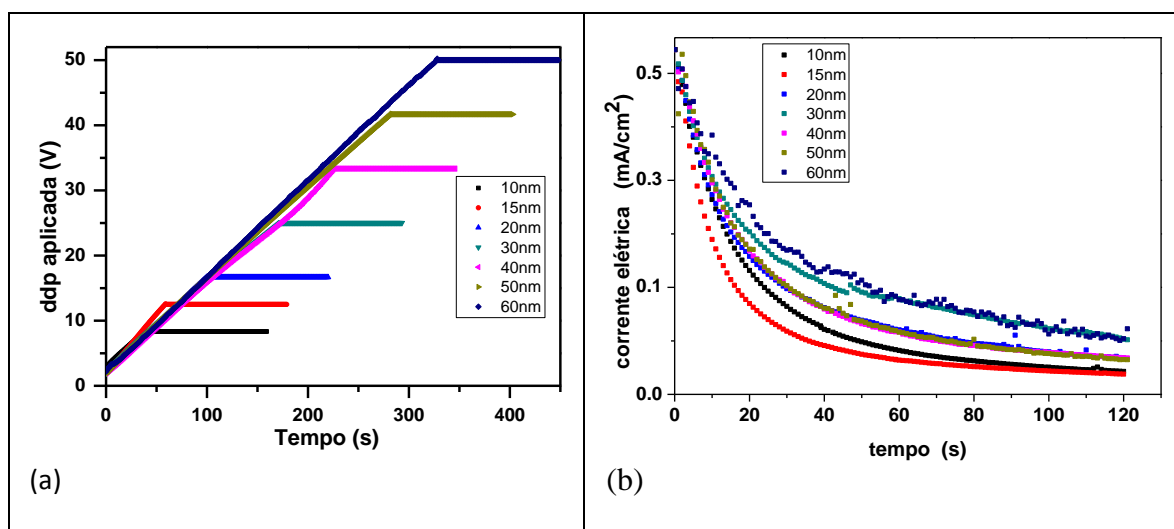 ddp aplicada (V)
50
40
30
20
10
0
10nm
15nm
20nm
30nm
40nm
50nm
60nm
0
100
200
300
400
Tempo (s)
(a)
corrente elétrica (mA/cm²)
0.5
0.3
0.1
0.0
10nm
15nm
20nm
30nm
40nm
50nm
60nm
0
20
40
60
80
100
120
tempo (s)
(b)